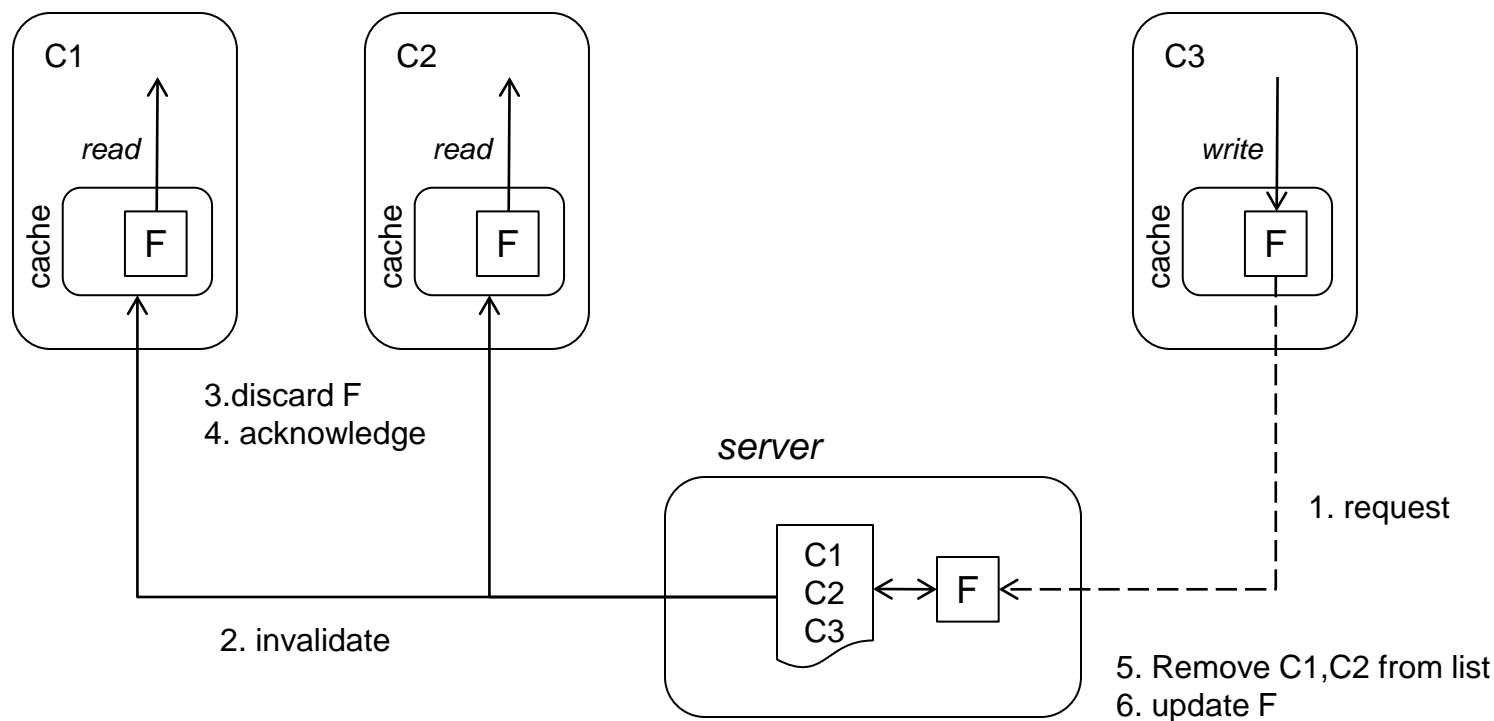 C1
read
cache
F
C2
read
cache
F
C3
write
cache
F
3.discard F
4. acknowledge
server
1. request
C1
C2
C3
F
2. invalidate
5. Remove C1,C2 from list
6. update F